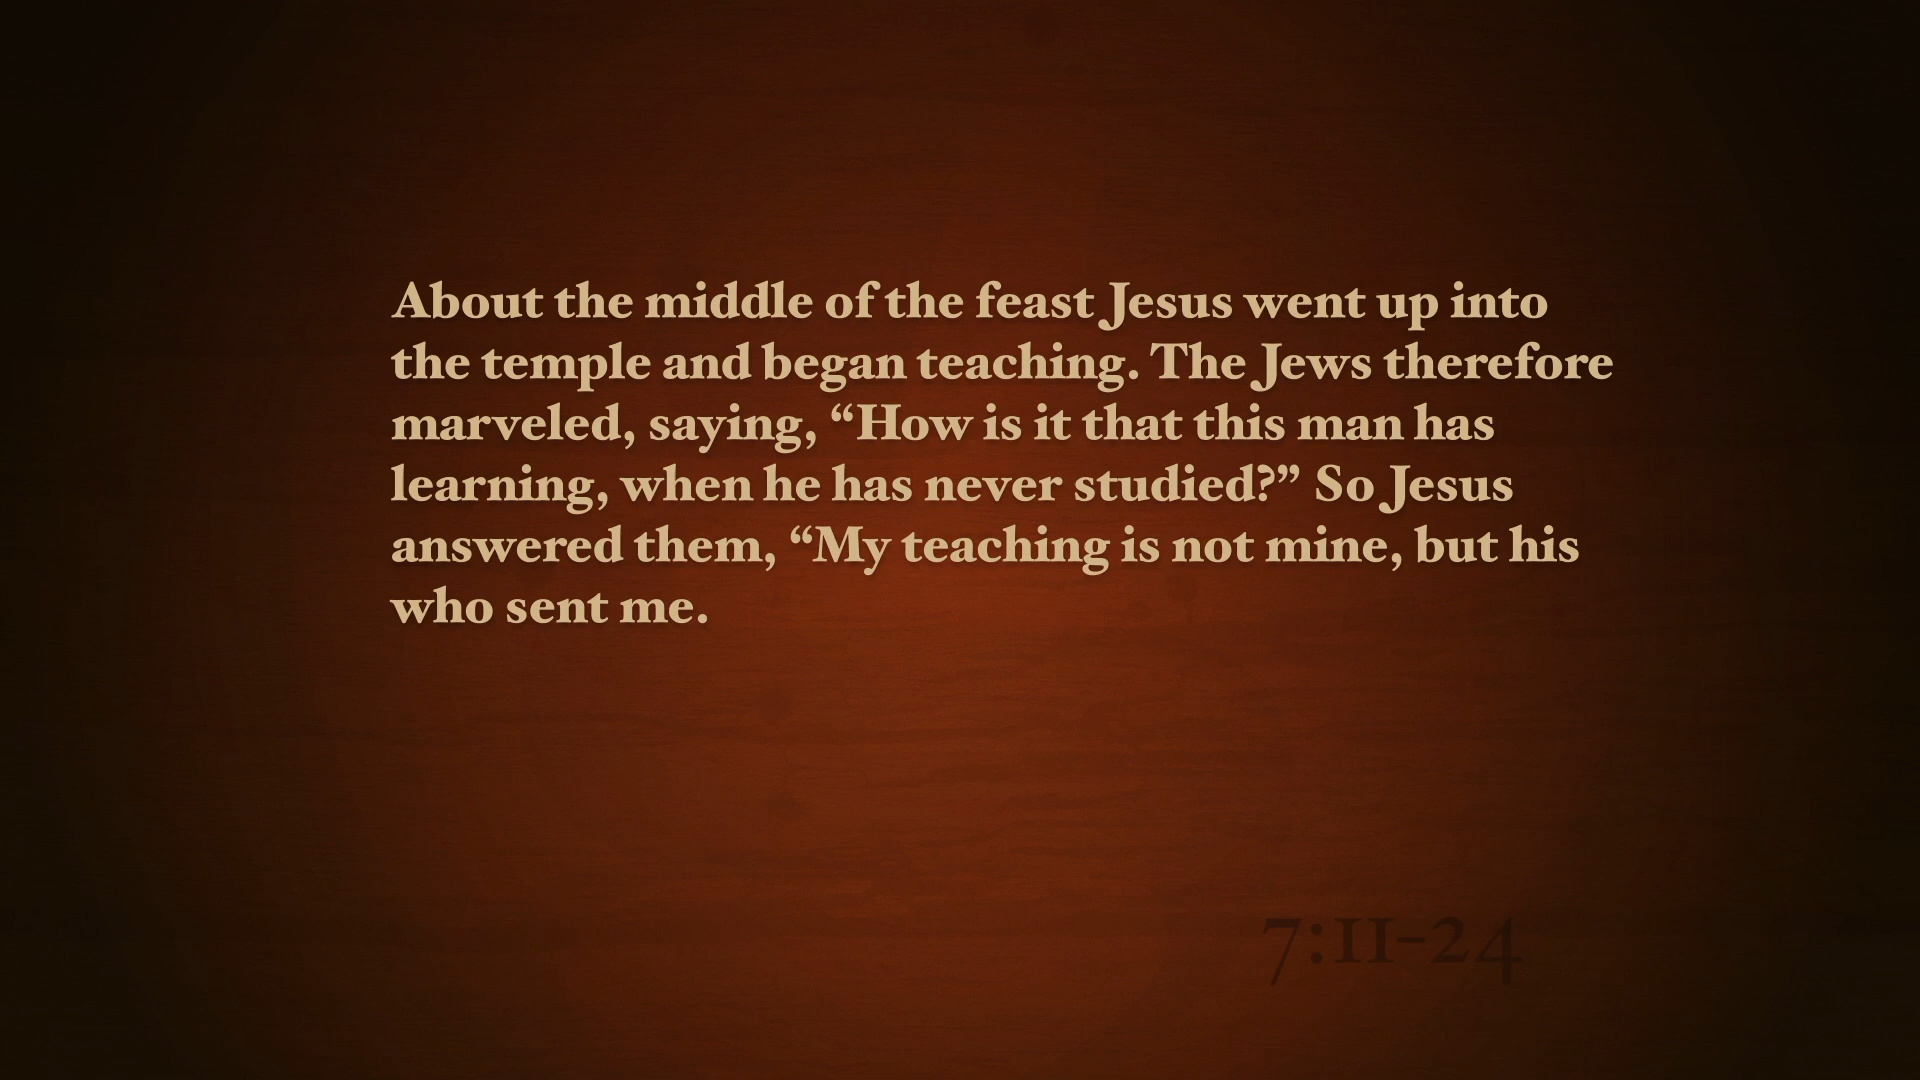 About the middle of the feast Jesus went up into
the temple and began teaching. The Jews therefore
marveled, saying, “How is it that this man has
learning, when he has never studied?” So Jesus
answered them, “My teaching is not mine, but his
who sent me.
7:11-24